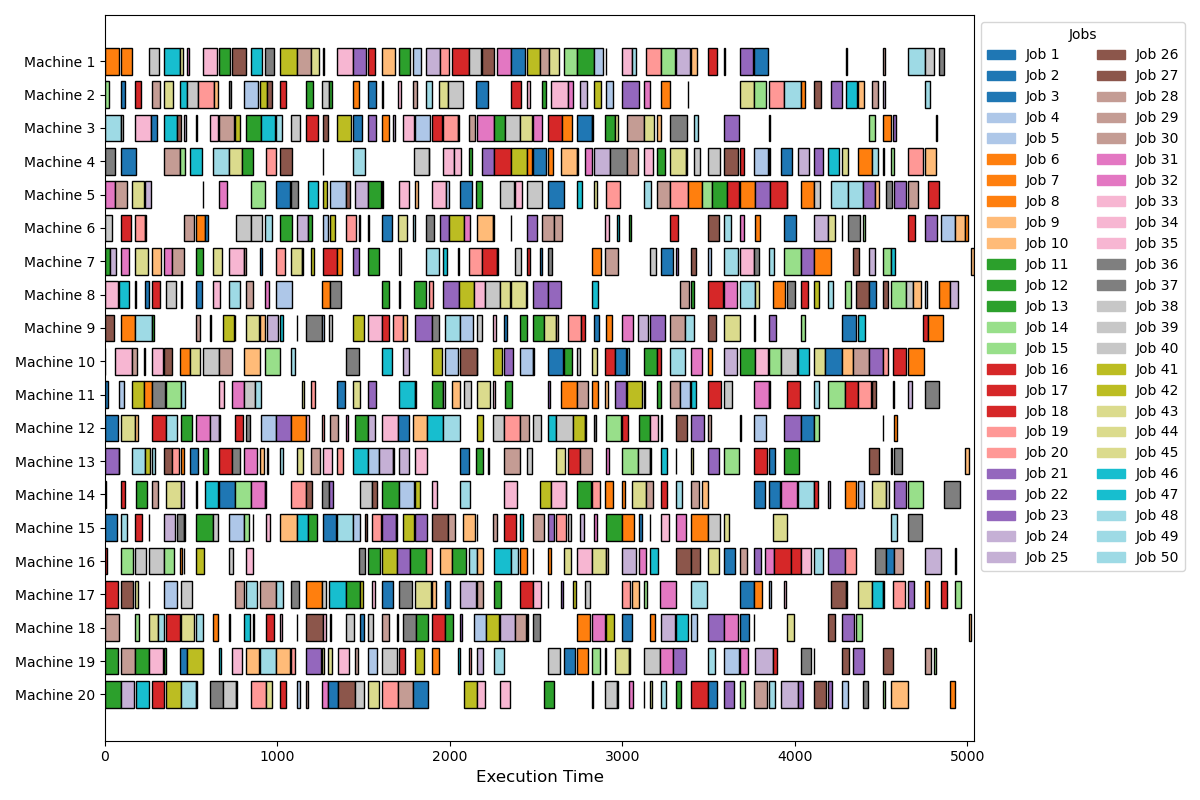 Machine 1
Machine 2
Machine 3
Machine 4
Machine 5
Machine 6
Machine 7
Machine 8
Machine 9
Machine 10
Machine 11
Machine 12
Machine 13
Machine 14
Machine 15
Machine 16
Machine 17
Machine 18
Machine 19
Machine 20
0 1000 2000 3000 4000 5000
Execution Time
Jobs
Job 1 Job 26
Job 2 Job 27
Job 3 Job 28
Job 4 Job 29
Job 5 Job 30
Job 6 Job 31
Job 7 Job 32
Job 8 Job 33
Job 9 Job 34
Job 10 Job 35
Job 11 Job 36
Job 12 Job 37
Job 13 Job 38
Job 14 Job 39
Job 15 Job 40
Job 16 Job 41
Job 17 Job 42
Job 18 Job 43
Job 19 Job 44
Job 20 Job 45
Job 21 Job 46
Job 22 Job 47
Job 23 Job 48
Job 24 Job 49
Job 25 Job 50